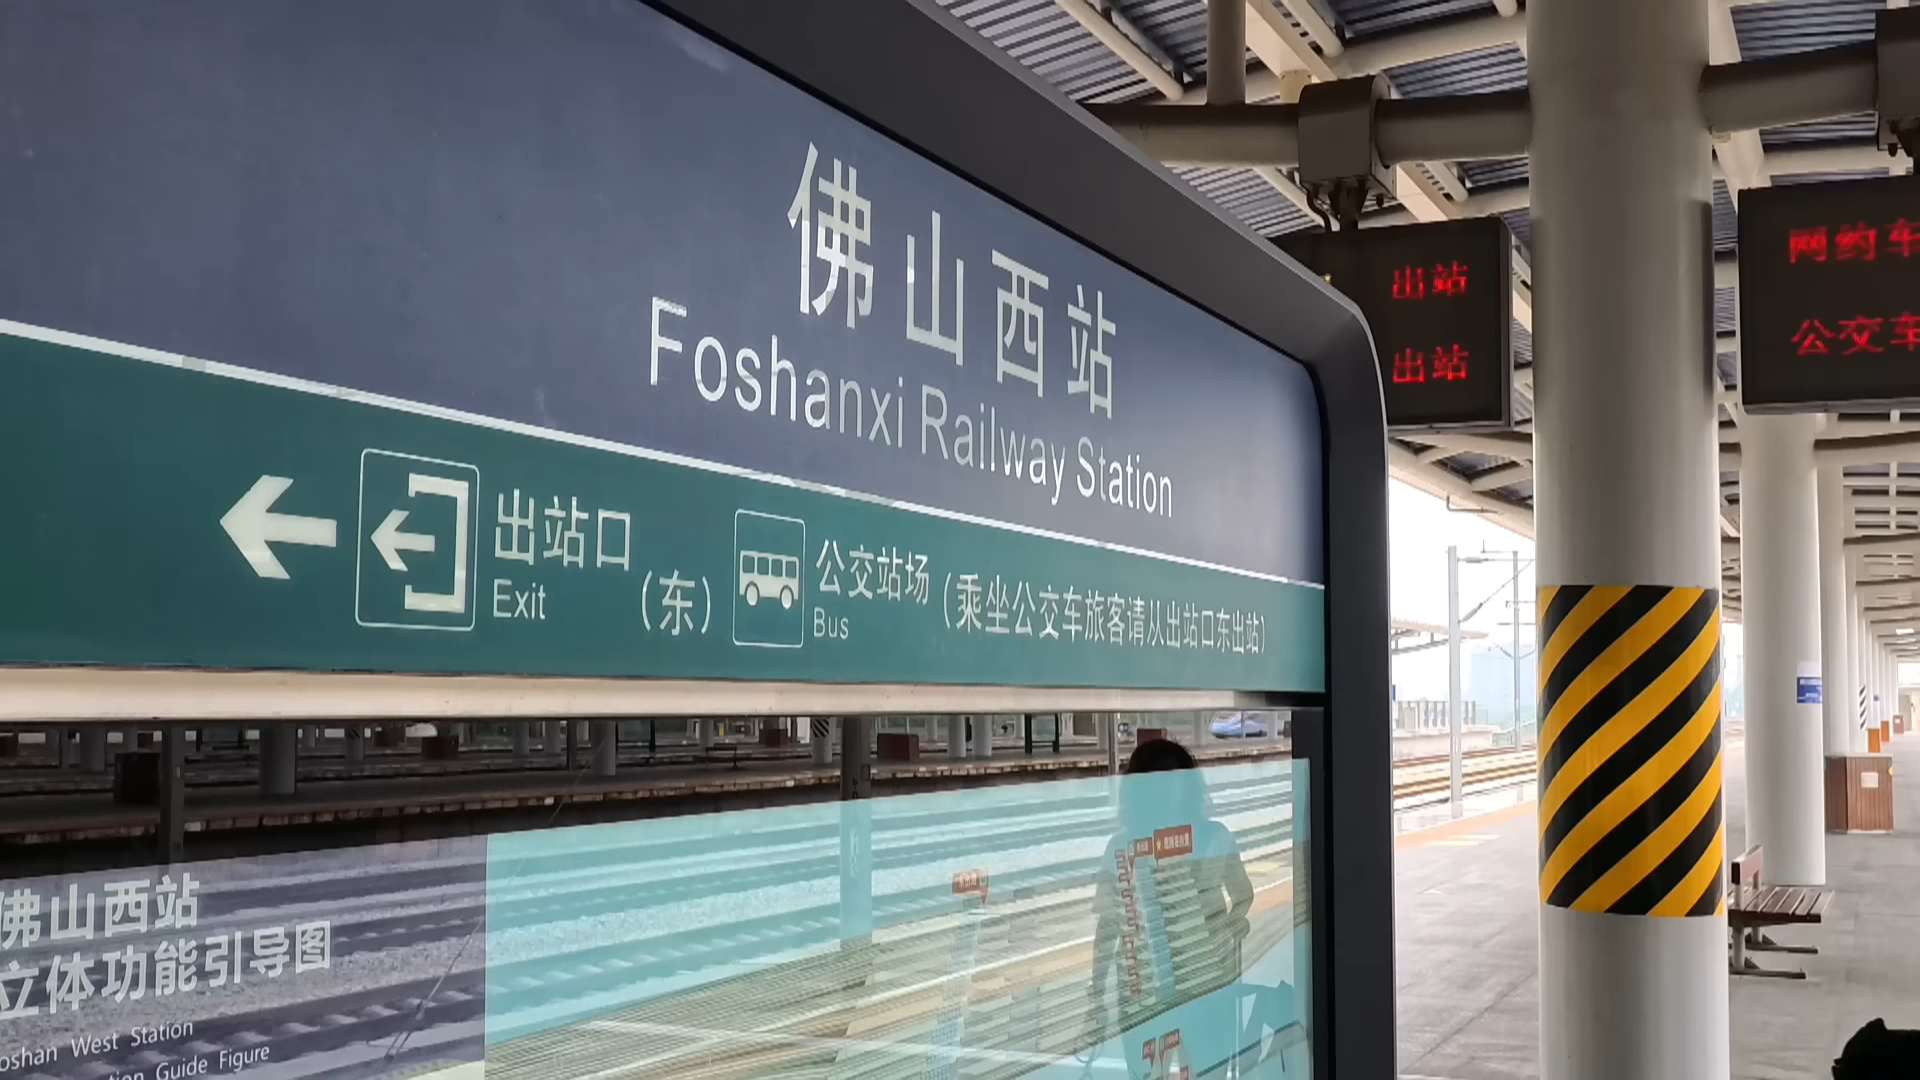 佛山西站
Foshanxi Railway Station
出站口
Exit
（东）
公交站场
Bus
（乘坐公交车旅客请从出站口东出站）
出站
出站
网约车
公交车
佛山西站
立体功能引导图
oshan West Station
tion Guide Figure